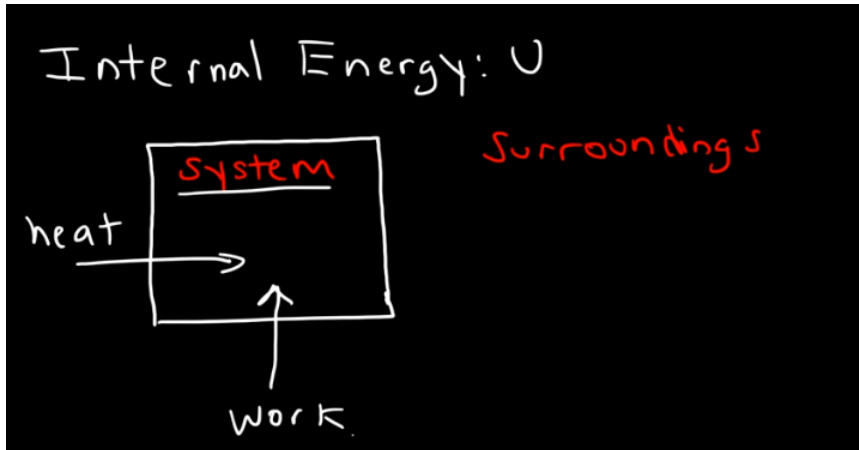 Internal Energy: U
Surroundings
System
heat
Work.